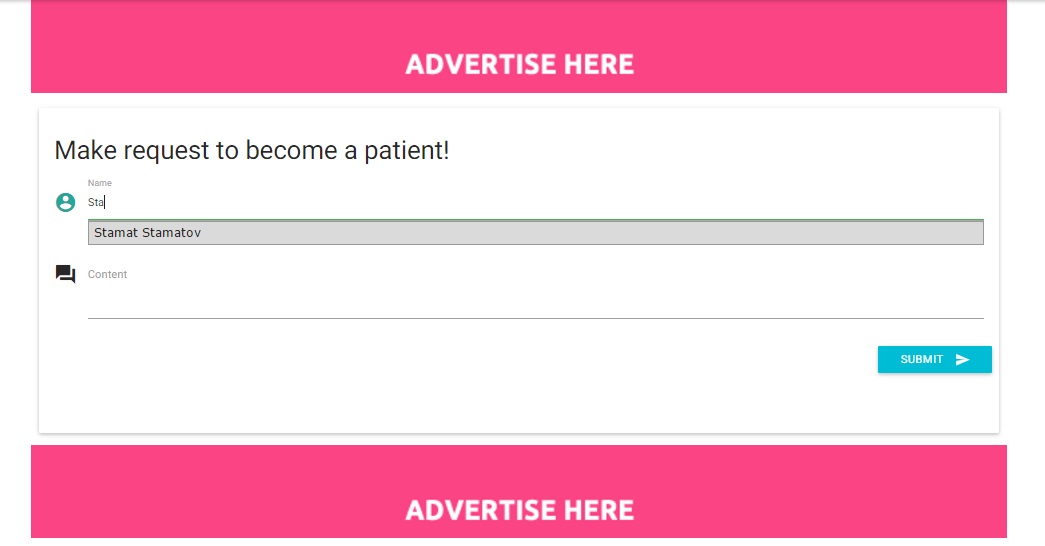 ADVERTISE HERE
Make request to become a patient!
Name
Sta
Stamat Stamatov
Content
SUBMIT
ADVERTISE HERE